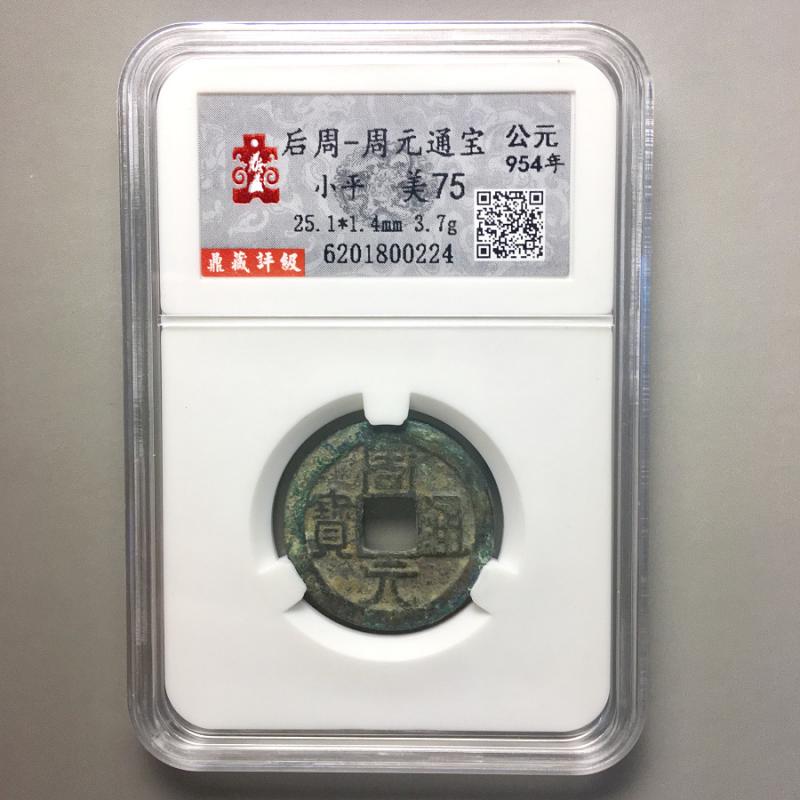 后周-周元通宝 公元
954年
小平 美75
25.1*1.4mm 3.7g
鼎藏評級 6201800224
周元通寳